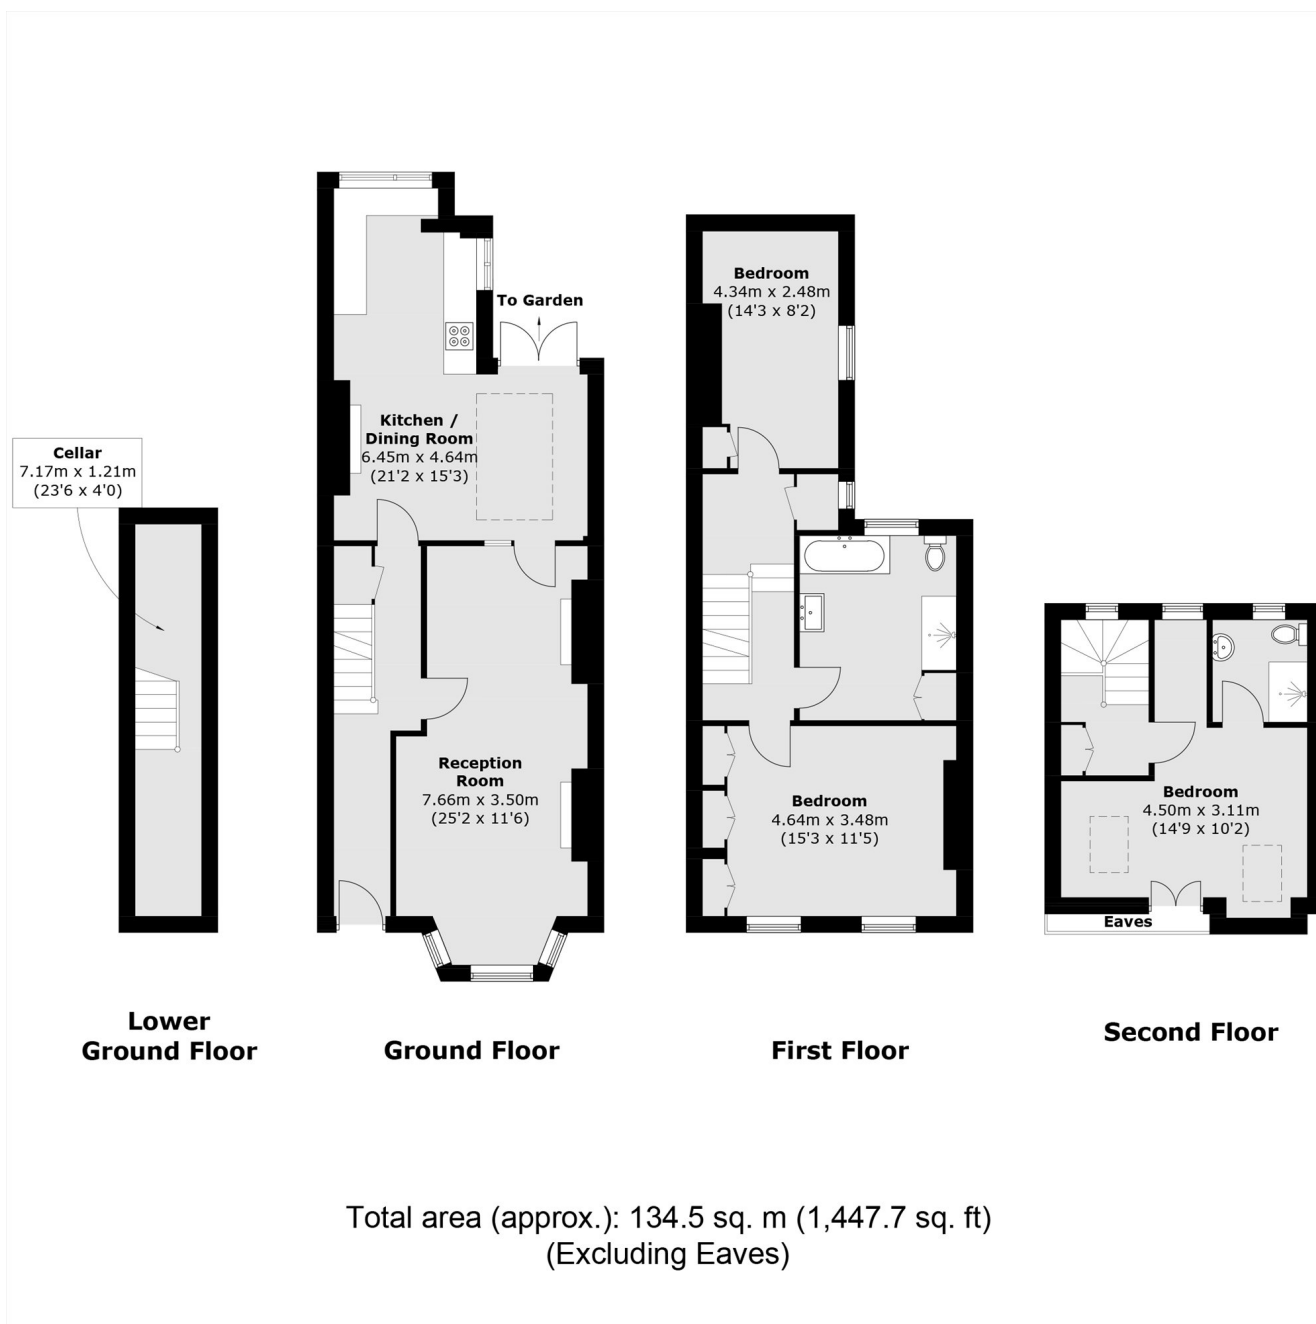 Cellar
7.17m x 1.21m
(23'6 x 4'0)
Lower
Ground Floor
To Garden
Kitchen /
Dining Room
6.45m x 4.64m
(21'2 x 15'3)
Reception
Room
7.66m x 3.50m
(25'2 x 11'6)
Ground Floor
Bedroom
4.34m x 2.48m
(14'3 x 8'2)
Bedroom
4.64m x 3.48m
(15'3 x 11'5)
First Floor
Bedroom
4.50m x 3.11m
(14'9 x 10'2)
Eaves
Second Floor
Total area (approx.): 134.5 sq. m (1,447.7 sq. ft)
(Excluding Eaves)